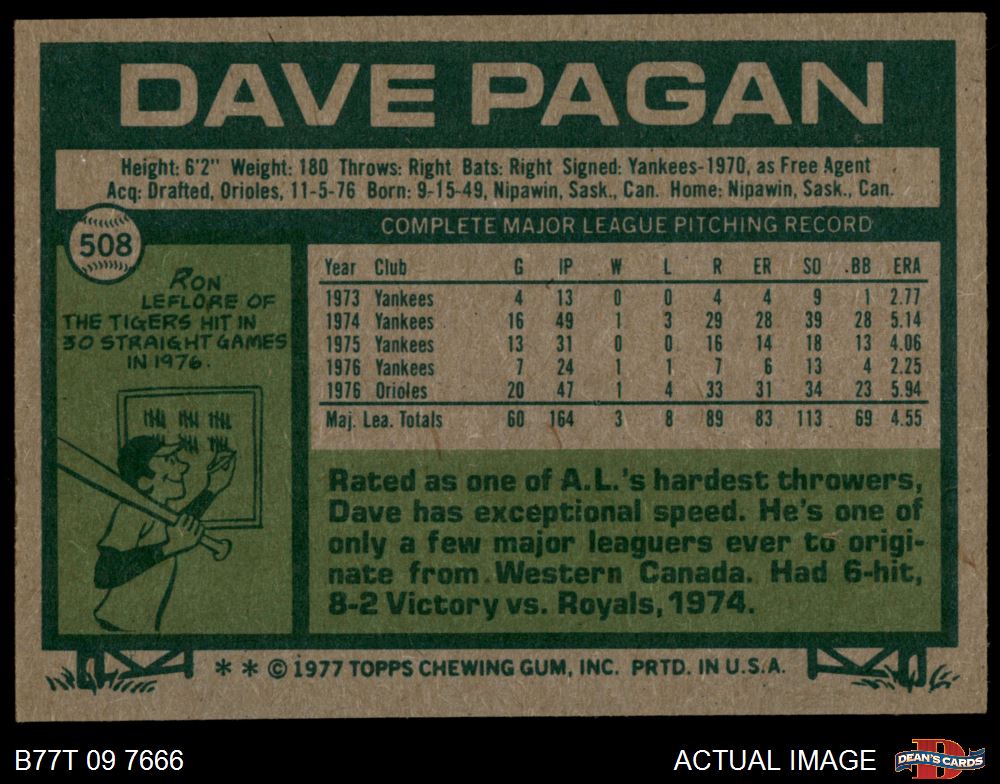 DAVE PAGAN
Height: 6'2" Weight: 180 Throws: Right Bats: Right Signed: Yankees-1970, as Free Agent
Acq: Drafted, Orioles, 11-5-76 Born: 9-15-49, Nipawin, Sask., Can. Home: Nipawin, Sask., Can.
508
RON
LEFLORE OF
THE TIGERS HIT IN
30 STRAIGHT GAMES
IN 1976.
COMPLETE MAJOR LEAGUE PITCHING RECORD
Year Club G IP W L R ER SO BB ERA
1973 Yankees 4 13 0 0 4 4 9 1 2.77
1974 Yankees 16 49 1 3 29 28 39 28 5.14
1975 Yankees 13 31 0 0 16 14 18 13 4.06
1976 Yankees 7 24 1 1 7 6 13 4 2.25
1976 Orioles 20 47 1 4 33 31 34 23 5.94
Maj. Lea. Totals 60 164 3 8 89 83 113 69 4.55
Rated as one of A.L.'s hardest throwers,
Dave has exceptional speed. He's one of
only a few major leaguers ever to origi-
nate from Western Canada. Had 6-hit,
8-2 Victory vs. Royals, 1974.
* * © 1977 TOPPS CHEWING GUM, INC. PRTD. IN U.S.A.
B77T 09 7666
ACTUAL IMAGE
D
DEAN'S CARDS